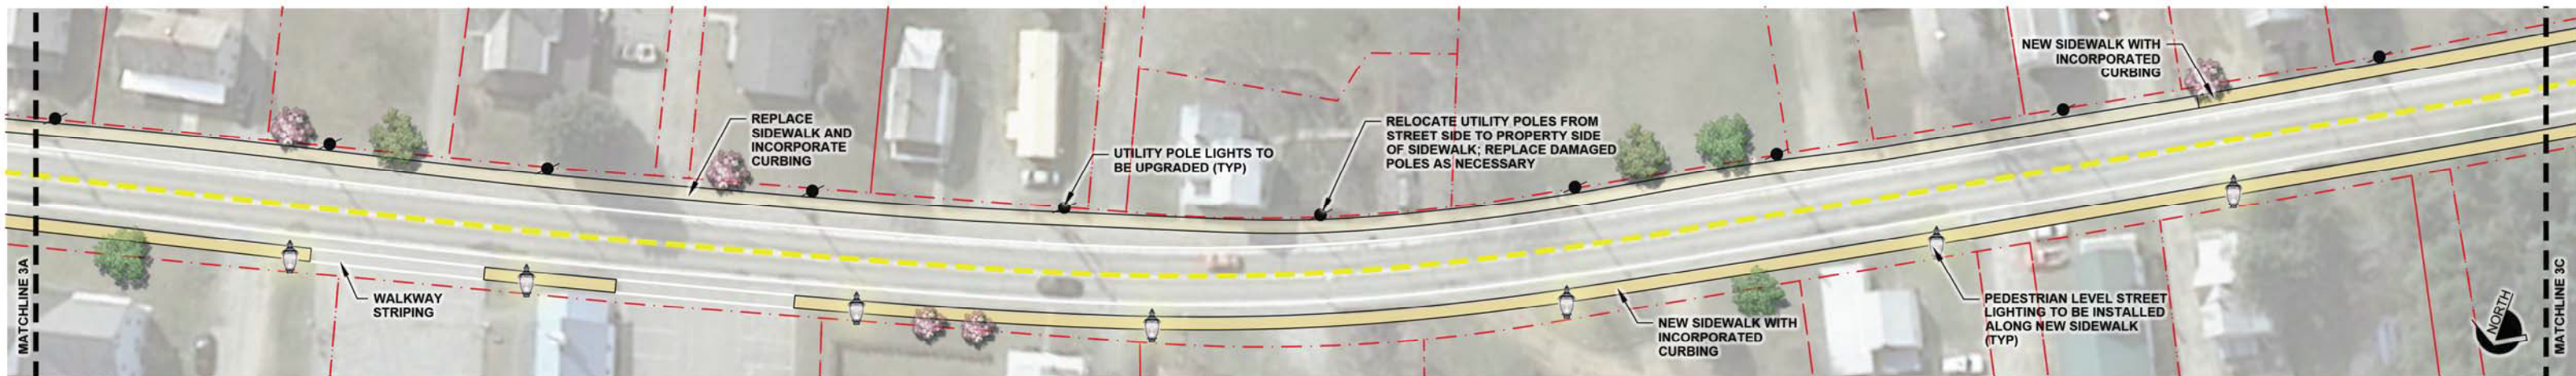 MATCHLINE 3A
WALKWAY
STRIPING
REPLACE
SIDEWALK AND
INCORPORATE
CURBING
UTILITY POLE LIGHTS TO
BE UPGRADED (TYP)
RELOCATE UTILITY POLES FROM
STREET SIDE TO PROPERTY SIDE
OF SIDEWALK; REPLACE DAMAGED
POLES AS NECESSARY
NEW SIDEWALK WITH
INCORPORATED
CURBING
NEW SIDEWALK WITH
INCORPORATED
CURBING
PEDESTRIAN LEVEL STREET
LIGHTING TO BE INSTALLED
ALONG NEW SIDEWALK
(TYP)
NORTH
MATCHLINE 3C